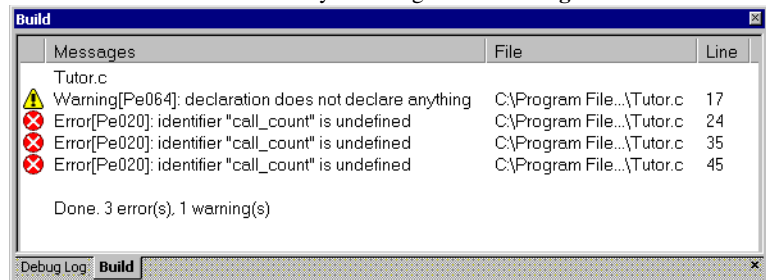 Build
Messages File Line
Tutor.c
Warning[Pe064]: declaration does not declare anything C:\Program File...\Tutor.c 17
Error[Pe020]: identifier "call_count" is undefined C:\Program File...\Tutor.c 24
Error[Pe020]: identifier "call_count" is undefined C:\Program File...\Tutor.c 35
Error[Pe020]: identifier "call_count" is undefined C:\Program File...\Tutor.c 45
Done. 3 error(s), 1 warning(s)
Debug Log Build